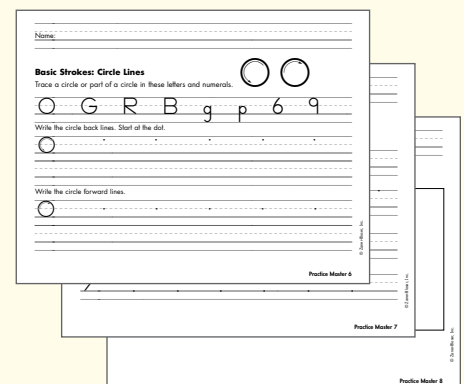 Name:
Basic Strokes: Circle Lines
Trace a circle or part of a circle in these letters and numerals.
O G R B g p 6 9
Write the circle back lines. Start at the dot.
O
Write the circle forward lines.
O
© Zaner-Bloser, Inc.
Practice Master 6
© Zaner-Bloser, Inc.
Practice Master 7
© Zaner-Bloser, Inc.
Practice Master 8